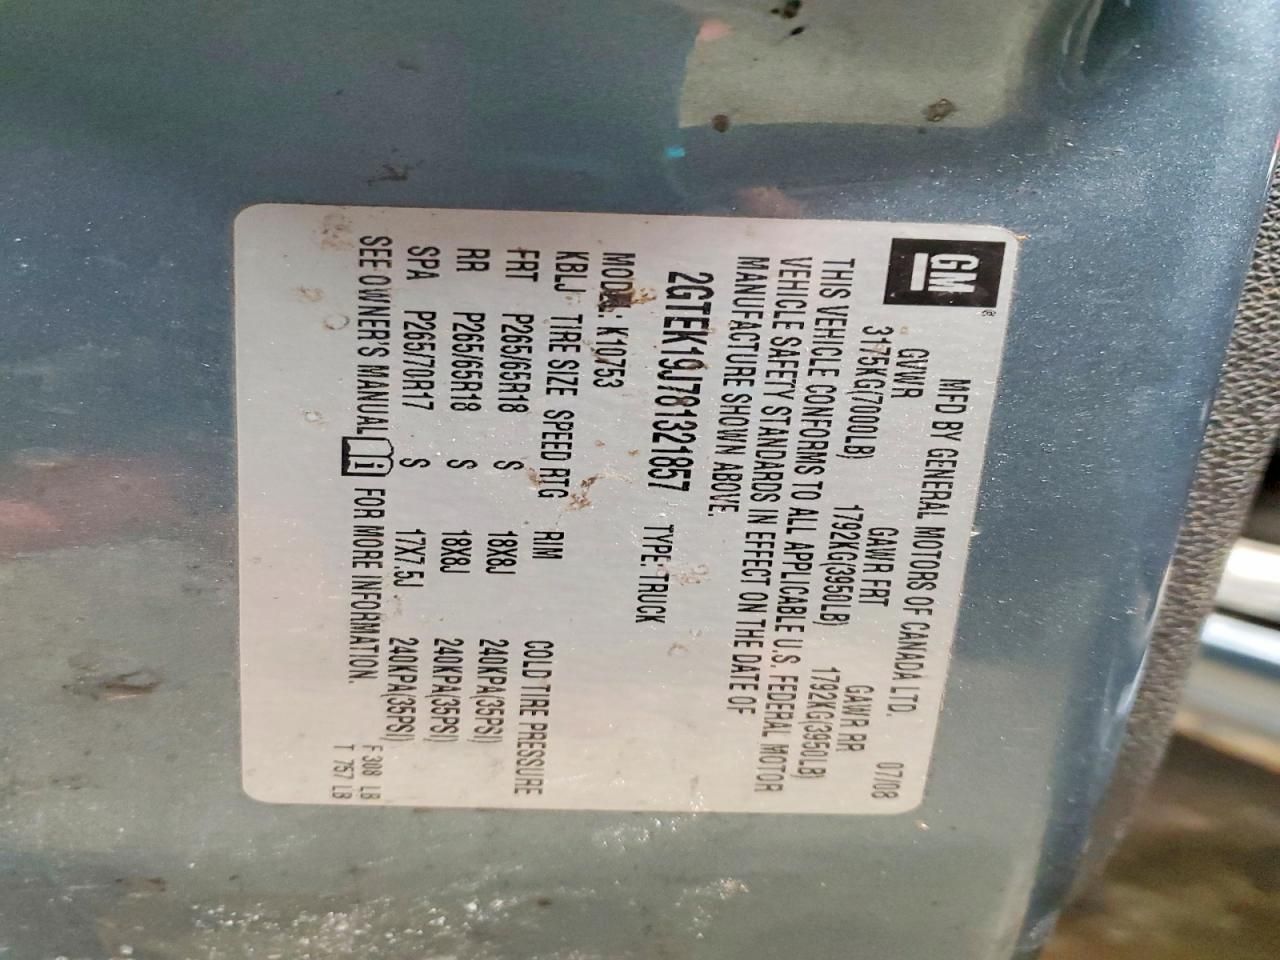 GM
MFD BY GENERAL MOTORS OF CANADA LTD. 07/08
GVWR GAWR FRT GAWR RR
3175KG(7000LB) 1792KG(3950LB) 1792KG(3950LB)
THIS VEHICLE CONFORMS TO ALL APPLICABLE U.S. FEDERAL MOTOR
VEHICLE SAFETY STANDARDS IN EFFECT ON THE DATE OF
MANUFACTURE SHOWN ABOVE.
2GTEK19J781321857 TYPE: TRUCK
MODEL: K10753
KBLJ TIRE SIZE SPEED RTG RIM COLD TIRE PRESSURE
FRT P265/65R18 S 18X8J 240KPA(35PSI)
RR P265/65R18 S 18X8J 240KPA(35PSI)
SPA P265/70R17 S 17X7.5J 240KPA(35PSI)
SEE OWNER'S MANUAL i FOR MORE INFORMATION. F 308 LB
T 757 LB